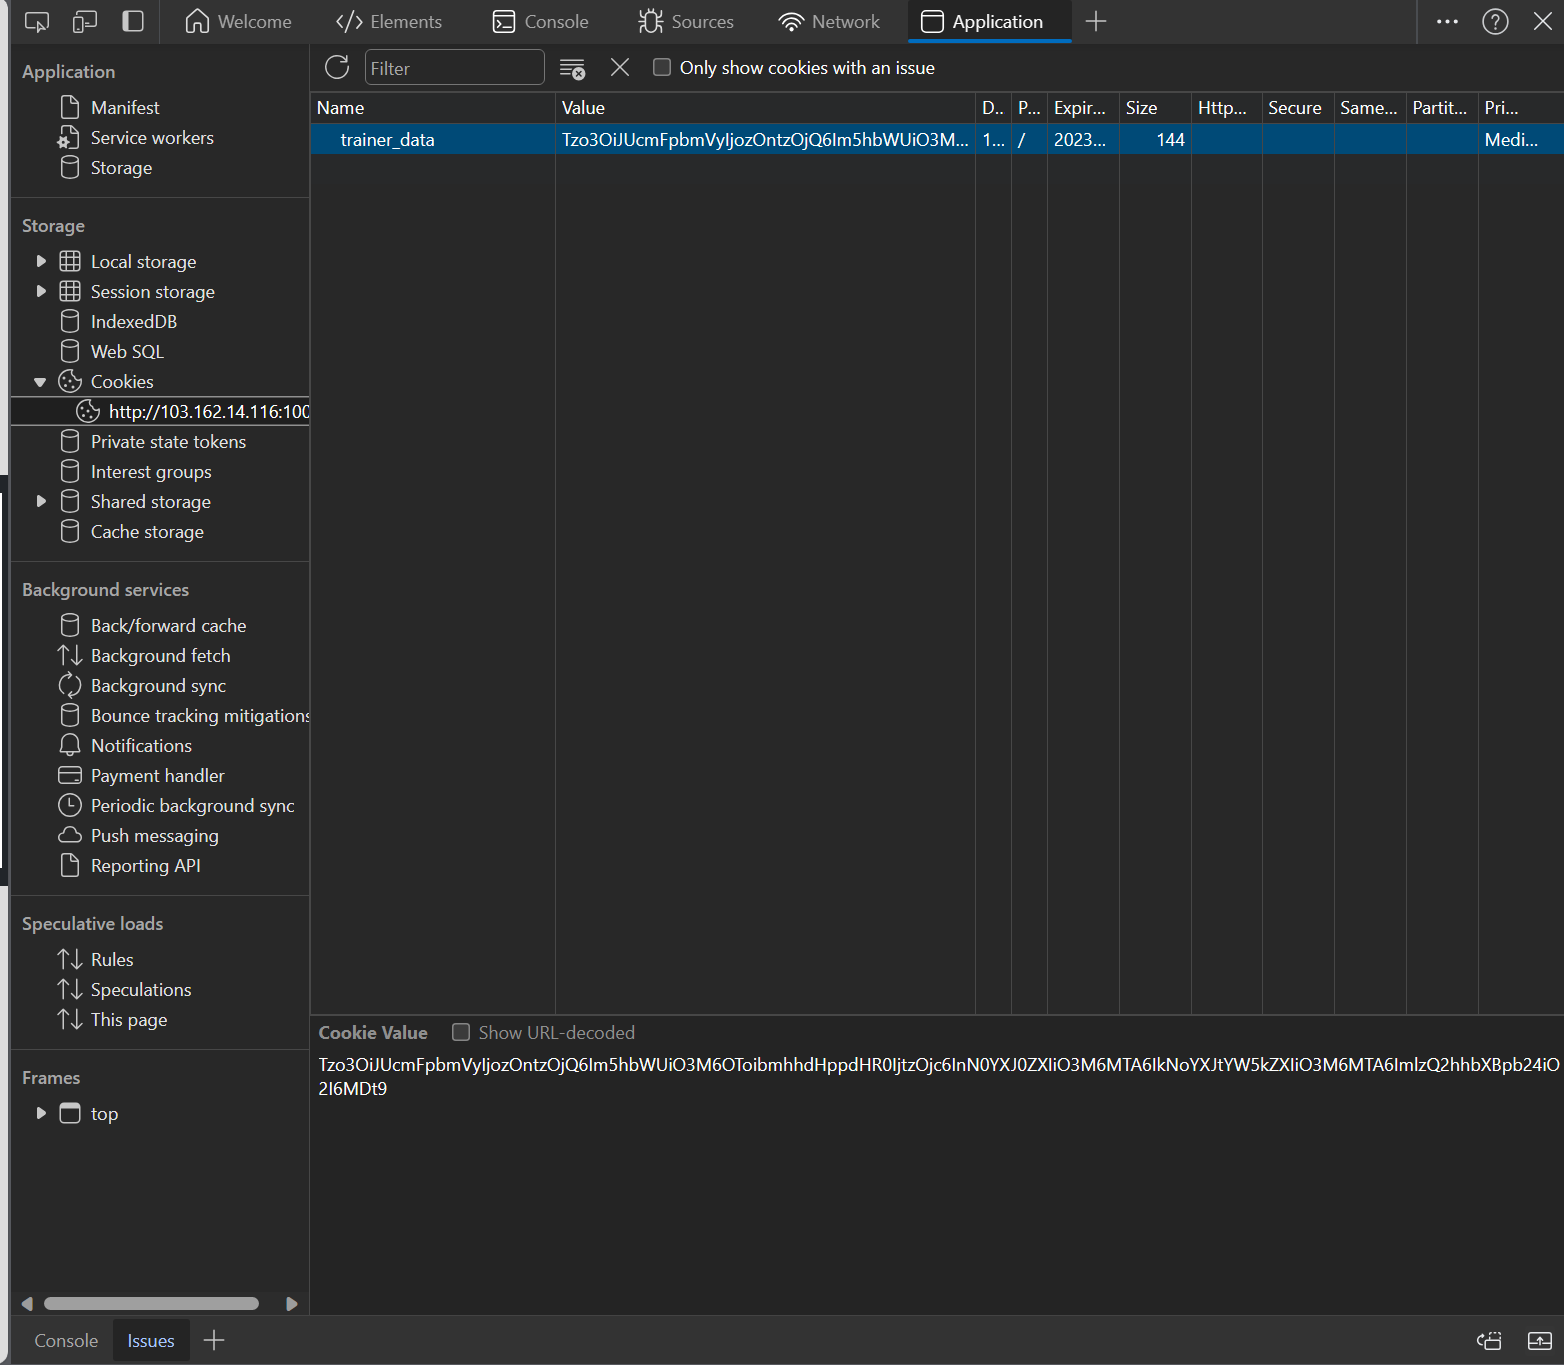 Welcome
Elements
Console
Sources
Network
Application
Application
Manifest
Service workers
Storage
Storage
Local storage
Session storage
IndexedDB
Web SQL
Cookies
http://103.162.14.116:100
Private state tokens
Interest groups
Shared storage
Cache storage
Background services
Back/forward cache
Background fetch
Background sync
Bounce tracking mitigations
Notifications
Payment handler
Periodic background sync
Push messaging
Reporting API
Speculative loads
Rules
Speculations
This page
Frames
top
Filter
Only show cookies with an issue
Name Value D.. P... Expir... Size Http... Secure Same... Partit... Pri...
trainer_data Tzo3OiJUcmFpbmVyIjozOntzOjQ6Im5hbWUiO3M... 1... / 2023... 144 Medi...
Cookie Value Show URL-decoded
Tzo3OiJUcmFpbmVyIjozOntzOjQ6Im5hbWUiO3M6OToibmhhdHppdHR0IjtzOjc6InN0YXJ0ZXIiO3M6MTA6IkNoYXJtYW5kZXIiO3M6MTA6ImlzQ2hhbXBpb24iO
2I6MDt9
Console
Issues